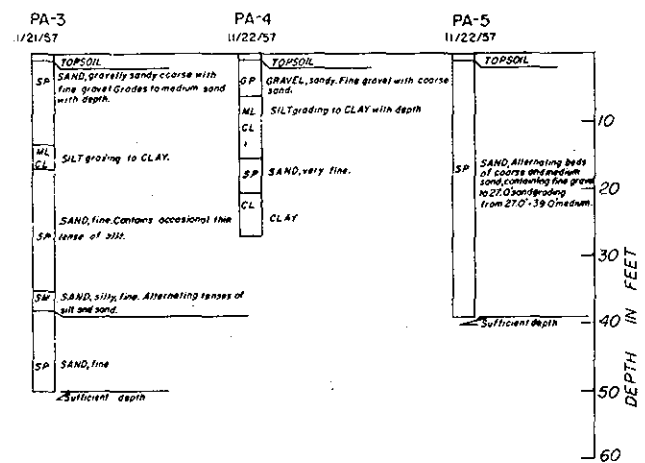 PA-3
11/21/57
TOPSOIL
SP
SAND, gravelly sandy coarse with
fine gravel Grades to medium sand
with depth.
ML
CL
SILT grading to CLAY.
SP
SAND, fine. Contains occasional thin
lense of silt.
SM
SAND, silty, fine. Alternating lenses of
silt and sand.
SP
SAND, fine
Sufficient depth
PA-4
11/22/57
TOPSOIL
GP
GRAVEL, sandy. Fine gravel with coarse
sand.
ML
CL
SILT grading to CLAY with depth
SP
SAND, very fine.
CL
CLAY
PA-5
11/22/57
TOPSOIL
SP
SAND, Alternating beds
of coarse and medium
sand, containing fine gravel
to 27.0' sand grading
from 27.0'-39.0' medium.
Sufficient depth
10
20
30
40
50
60
DEPTH IN FEET